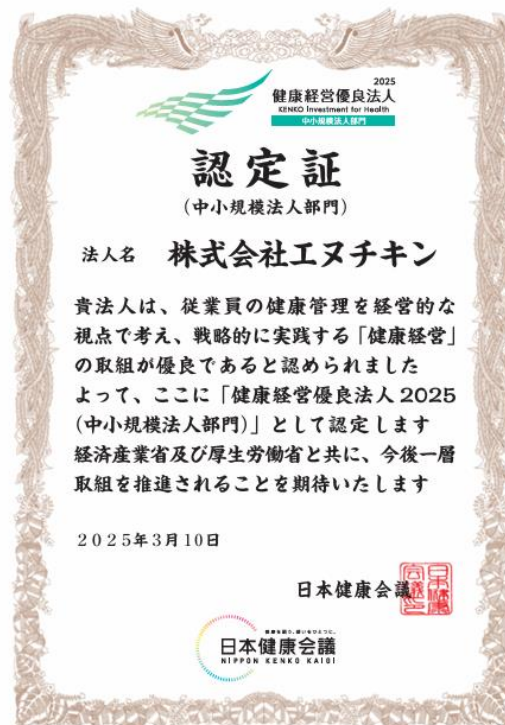 2025
健康経営優良法人
KENKO Investment for Health
中小規模法人部門
認定証
(中小規模法人部門)
法人名 株式会社エヌチキン
貴法人は、従業員の健康管理を経営的な
視点で考え、戦略的に実践する「健康経営」
の取組が優良であると認められました
よって、ここに「健康経営優良法人2025
(中小規模法人部門)」として認定します
経済産業省及び厚生労働省と共に、今後一層
取組を推進されることを期待いたします
2025年3月10日
日本健康会議
日本健康会議
NIPPON KENKO KAIGI